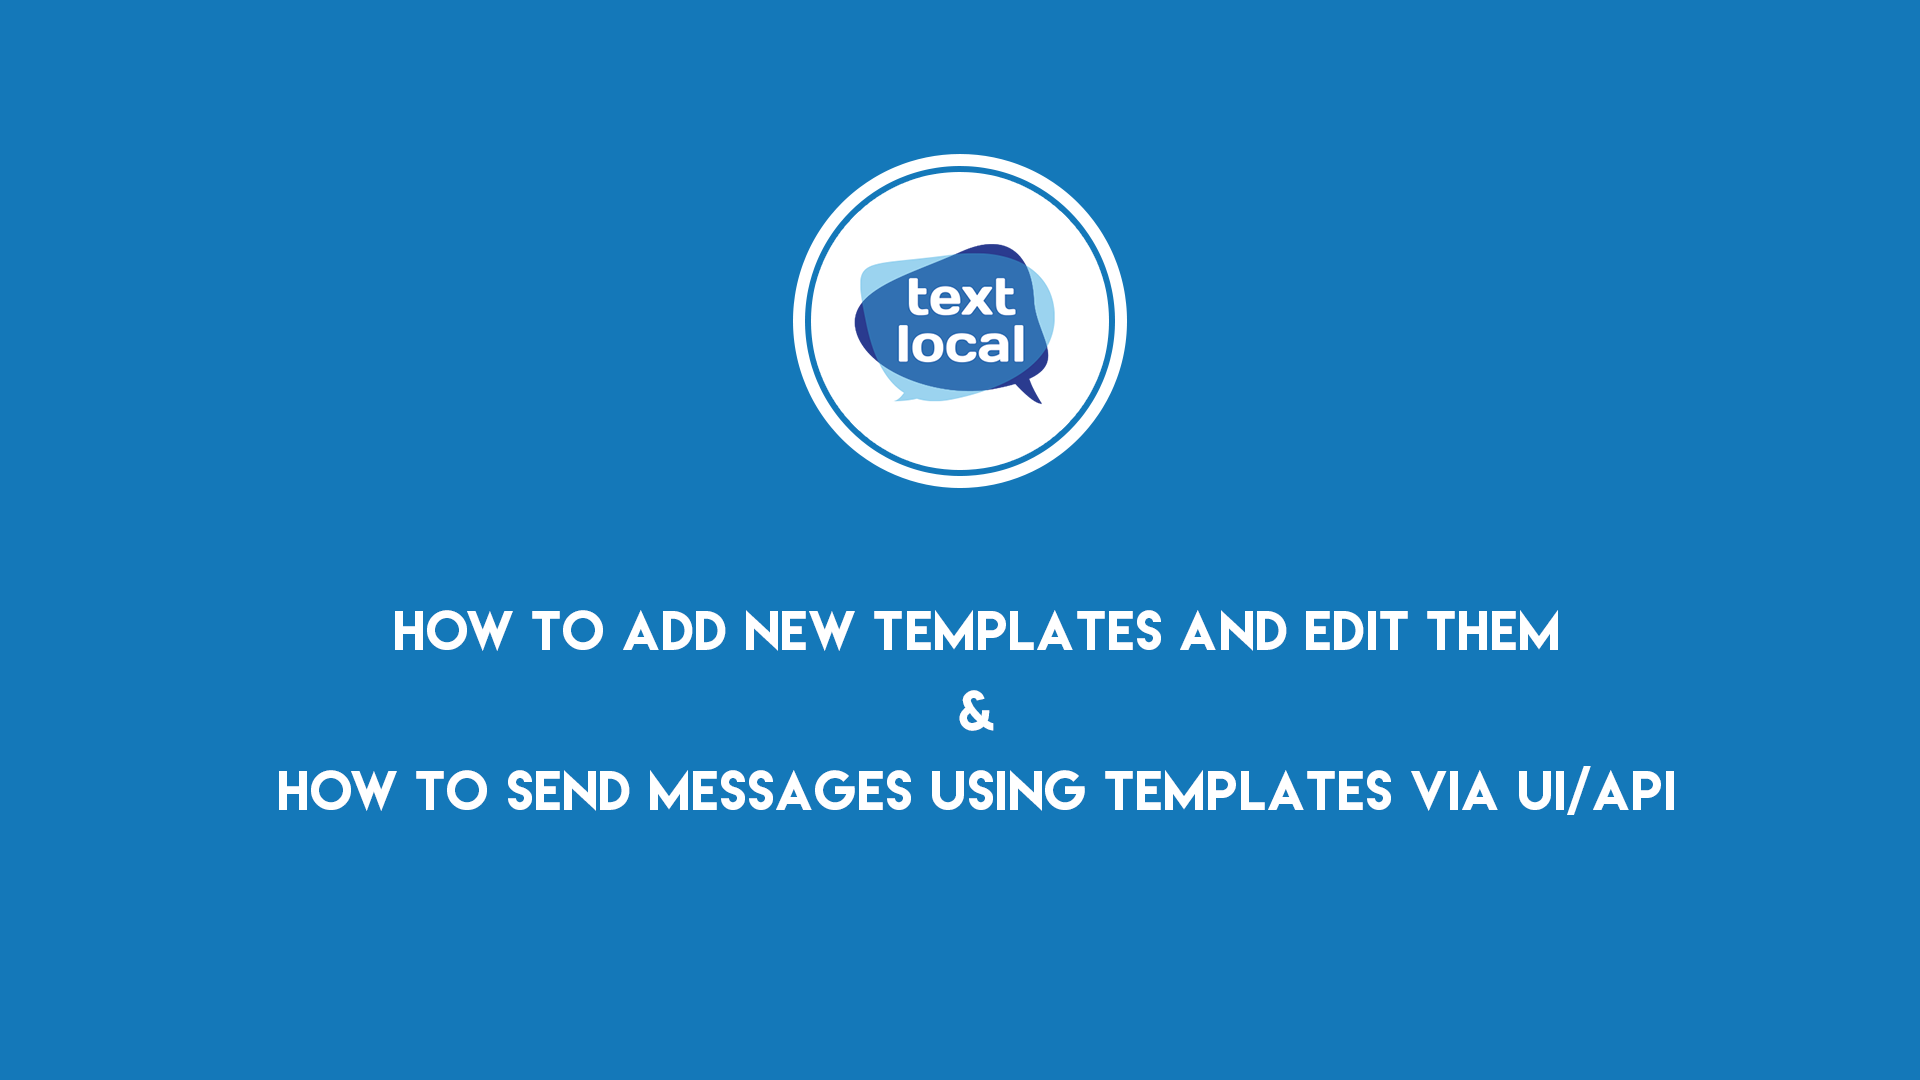 text
local
HOW TO ADD NEW TEMPLATES AND EDIT THEM
&
HOW TO SEND MESSAGES USING TEMPLATES VIA UI/API